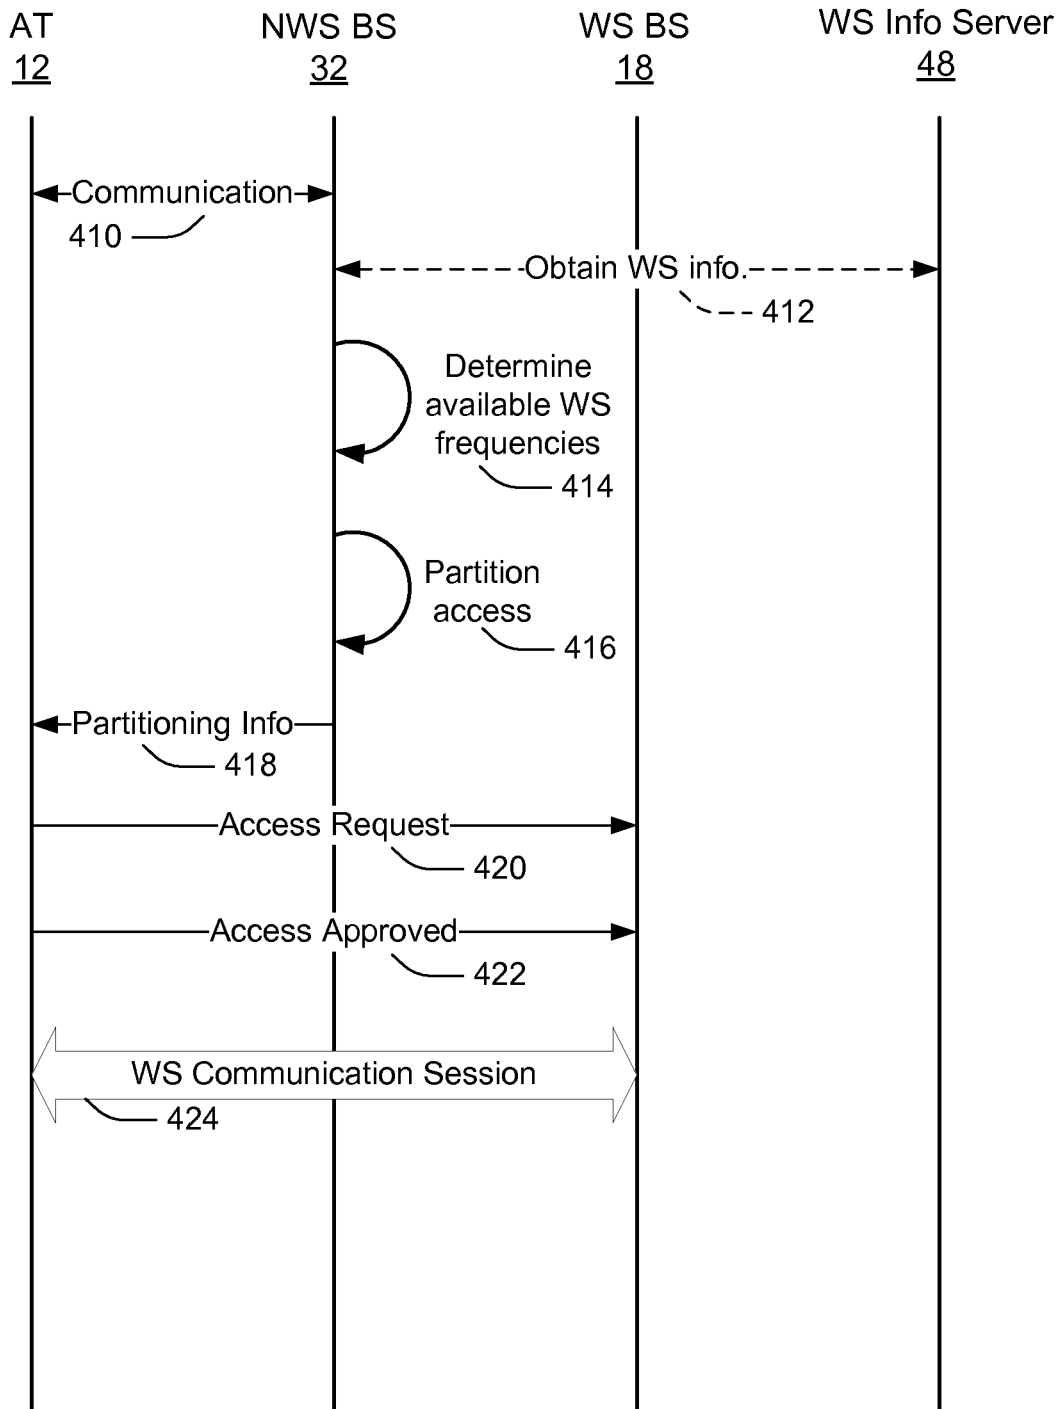 AT
12
NWS BS
32
WS BS
18
WS Info Server
48
Communication
410
Obtain WS info.
412
Determine
available WS
frequencies
414
Partition
access
416
Partitioning Info
418
Access Request
420
Access Approved
422
WS Communication Session
424